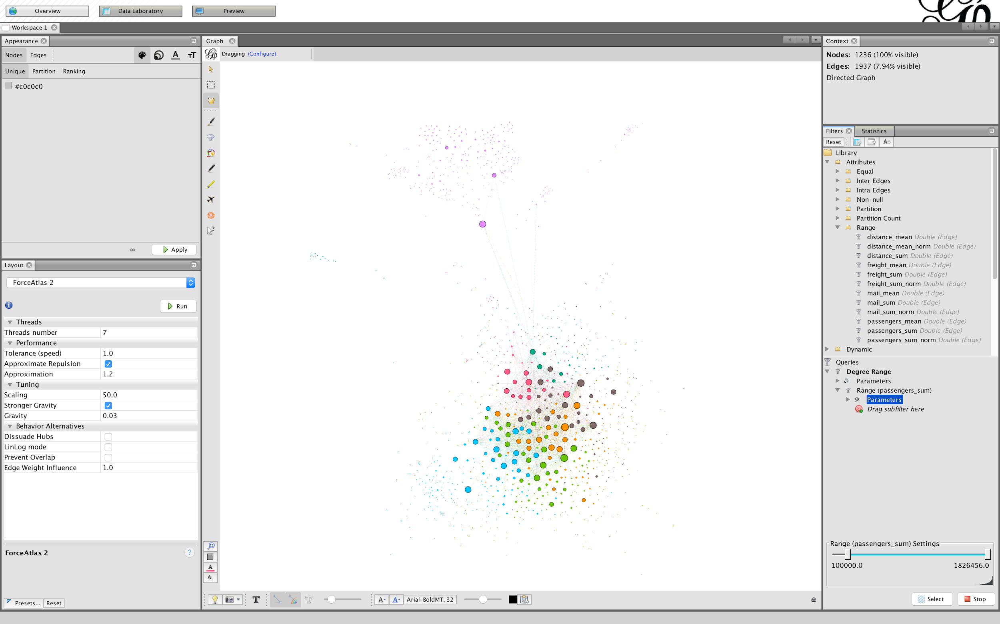 Overview
Data Laboratory
Preview
Workspace 1
Appearance
Nodes
Edges
A
TT
Unique
Partition
Ranking
#c0c0c0
Apply
Layout
ForceAtlas 2
Run
Threads
Threads number 7
Performance
Tolerance (speed) 1.0
Approximate Repulsion
Approximation 1.2
Tuning
Scaling 50.0
Stronger Gravity
Gravity 0.03
Behavior Alternatives
Dissuade Hubs
LinLog mode
Prevent Overlap
Edge Weight Influence 1.0
ForceAtlas 2
?
Presets...
Reset
Graph
Dragging (Configure)
?
A
A
T
T
A
A
Arial-BoldMT, 32
Context
Nodes: 1236 (100% visible)
Edges: 1937 (7.94% visible)
Directed Graph
Filters
Statistics
Reset
A
Library
Attributes
Equal
Inter Edges
Intra Edges
Non-null
Partition
Partition Count
Range
distance_mean Double (Edge)
distance_mean_norm Double (Edge)
distance_sum Double (Edge)
freight_mean Double (Edge)
freight_sum Double (Edge)
freight_sum_norm Double (Edge)
mail_mean Double (Edge)
mail_sum Double (Edge)
mail_sum_norm Double (Edge)
passengers_mean Double (Edge)
passengers_sum Double (Edge)
passengers_sum_norm Double (Edge)
Dynamic
Queries
Degree Range
Parameters
Range (passengers_sum)
Parameters
Drag subfilter here
Range (passengers_sum) Settings
100000.0
1826456.0
Select
Stop